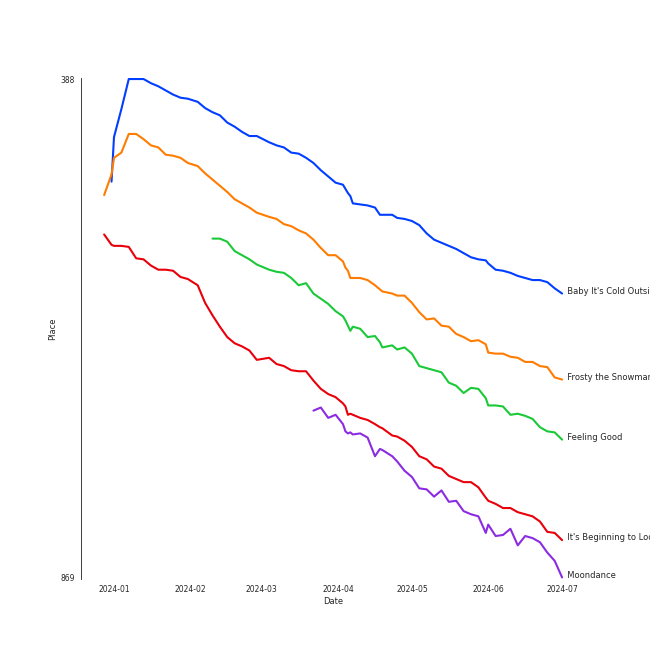 388
Place
869
2024-01
2024-02
2024-03
2024-04
2024-05
2024-06
2024-07
Date
Baby It's Cold Outsi
Frosty the Snowma
Feeling Good
It's Beginning to Lo
Moondance